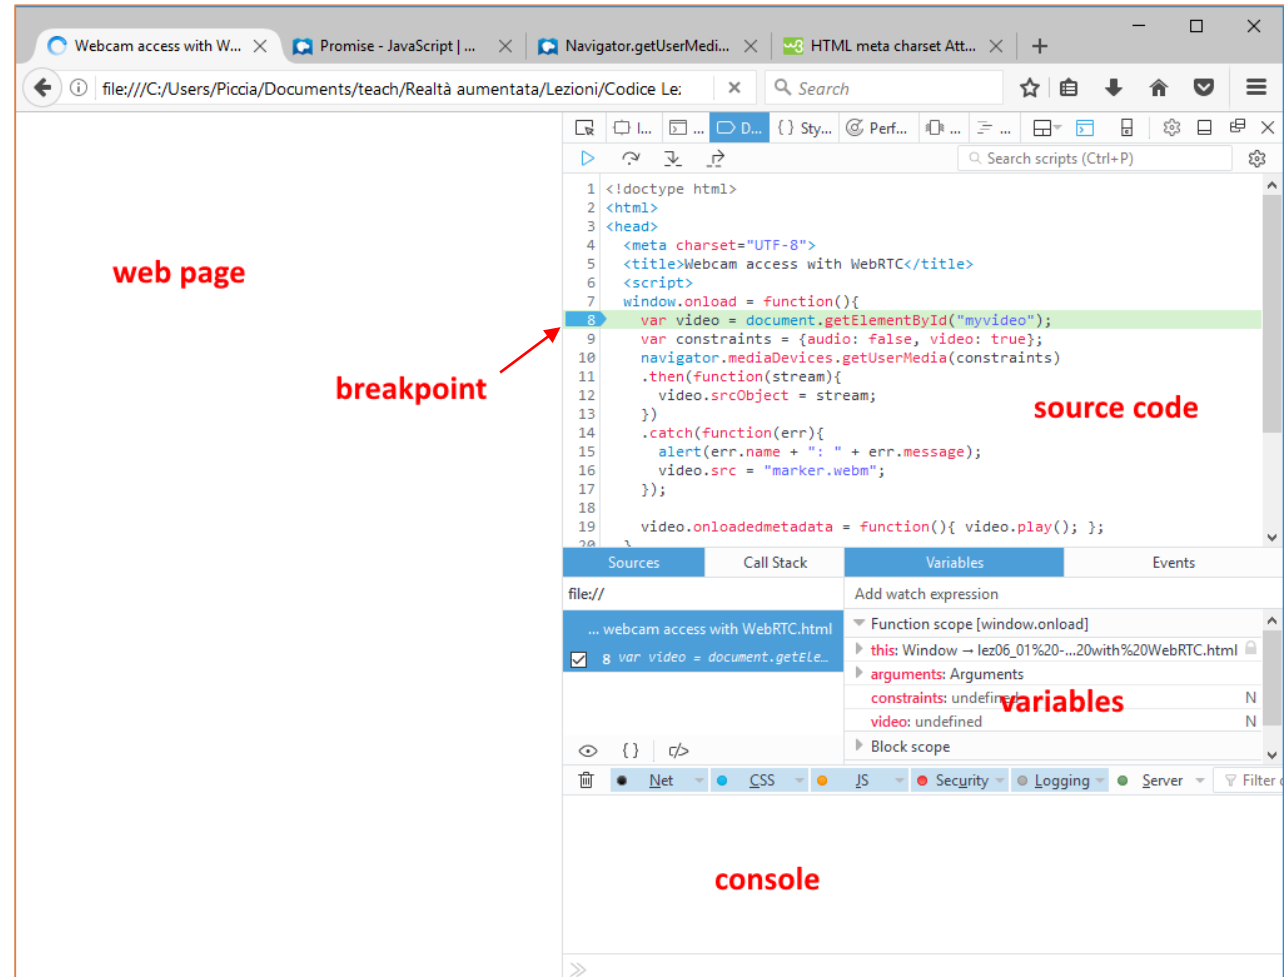 Webcam access with W...
Promise - JavaScript | ...
Navigator.getUserMedi...
HTML meta charset Att...
file:///C:/Users/Piccia/Documents/teach/Realtà aumentata/Lezioni/Codice Le
Search
I... ... D... { } Sty... Perf... ... ...
Search scripts (Ctrl+P)
1 <!doctype html>
2 <html>
3 <head>
4 <meta charset="UTF-8">
5 <title>Webcam access with WebRTC</title>
6 <script>
7 window.onload = function(){
8 var video = document.getElementById("myvideo");
9 var constraints = {audio: false, video: true};
10 navigator.mediaDevices.getUserMedia(constraints)
11 .then(function(stream){
12 video.srcObject = stream;
13 })
14 .catch(function(err){
15 alert(err.name + ": " + err.message);
16 video.src = "marker.webm";
17 });
18
19 video.onloadedmetadata = function(){ video.play(); };
20 }
web page
breakpoint
source code
Sources Call Stack Variables Events
file://
Add watch expression
... webcam access with WebRTC.html
8 var video = document.getEle...
Function scope [window.onload]
this: Window → lez06_01%20-...20with%20WebRTC.html
arguments: Arguments
constraints: undefined N
variables
video: undefined N
Block scope
{ }
Net CSS JS Security Logging Server Filter
console